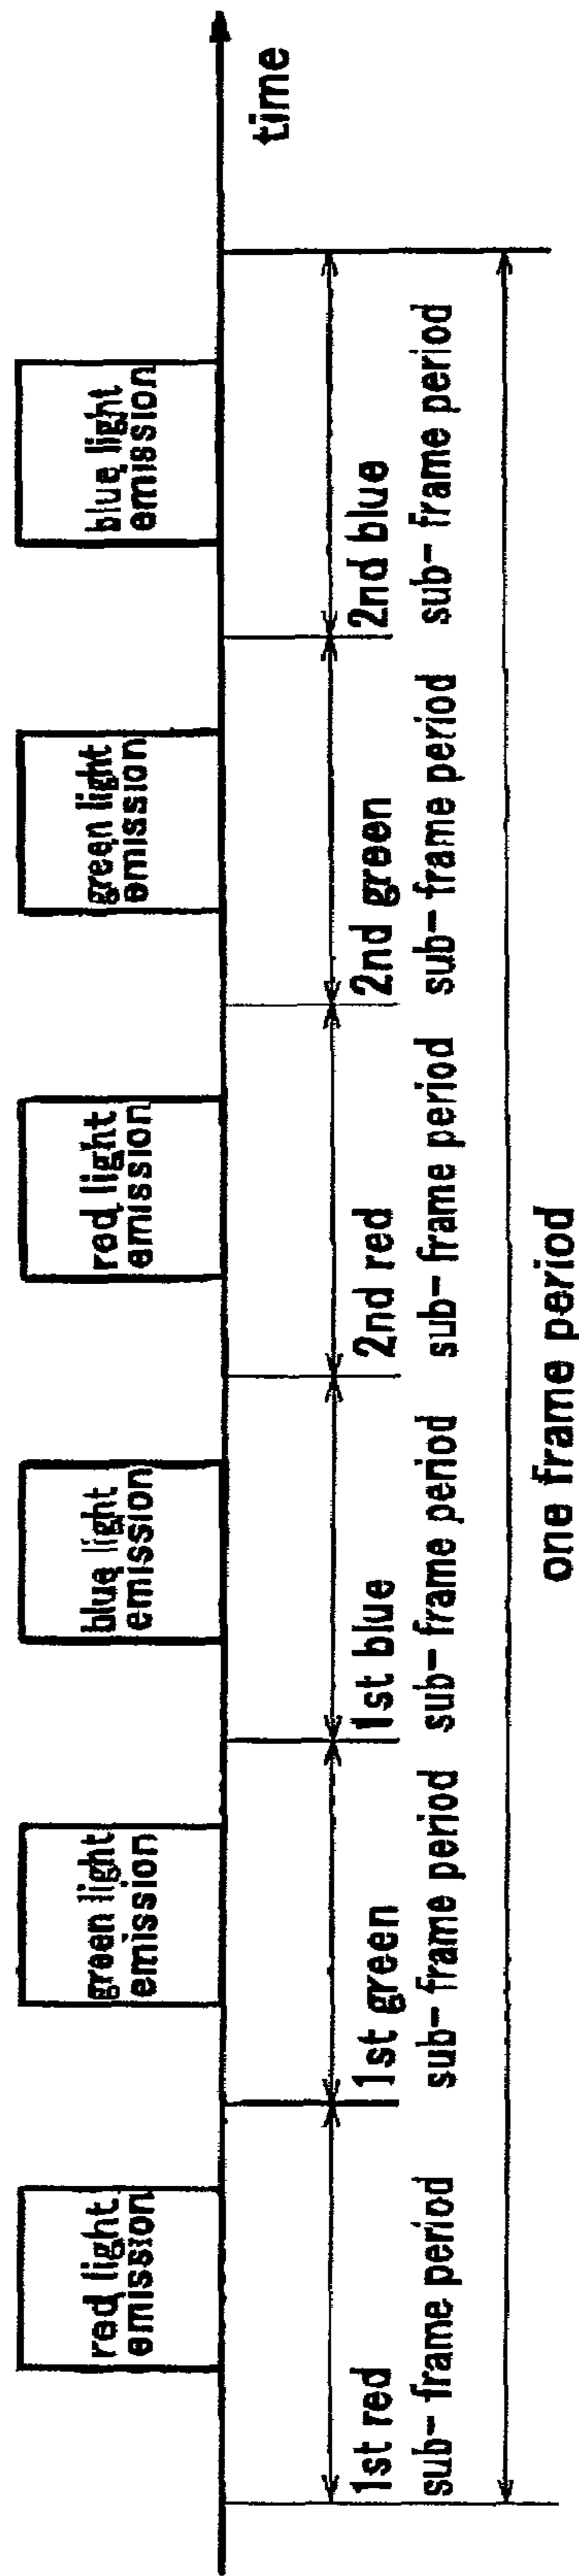 red light
emission
green light
emission
blue light
emission
red light
emission
green light
emission
blue light
emission
time
1st red
sub-frame period
1st green
sub-frame period
1st blue
sub-frame period
2nd red
sub-frame period
2nd green
sub-frame period
2nd blue
sub-frame period
one frame period